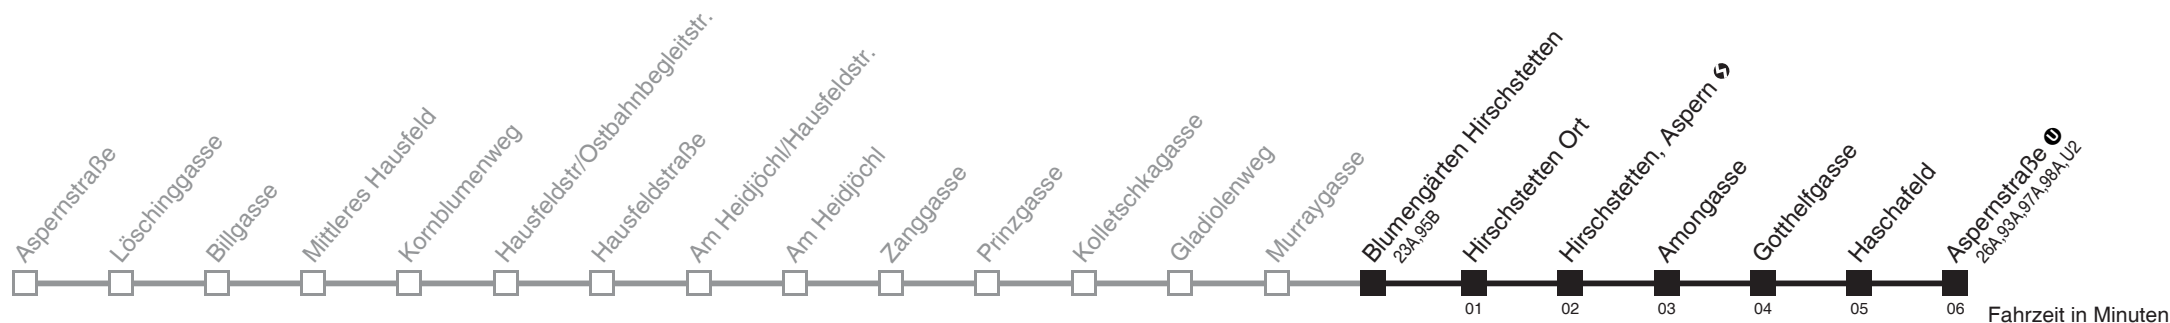 Aspernstraße
Löschinggasse
Billgasse
Mittleres Hausfeld
Kornblumenweg
Hausfeldstr/Ostbahnbegleitstr.
Hausfeldstraße
Am Heidjöchl/Hausfeldstr.
Am Heidjöchl
Zanggasse
Prinzgasse
Kolletschkagasse
Gladiolenweg
Murraygasse
Blumengärten Hirschstetten
23A,95B
Hirschstetten Ort
Hirschstetten, Aspern S
Amongasse
Gotthelfgasse
Haschafeld
Aspernstraße U
26A,93A,97A,98A,U2
01 02 03 04 05 06 Fahrzeit in Minuten